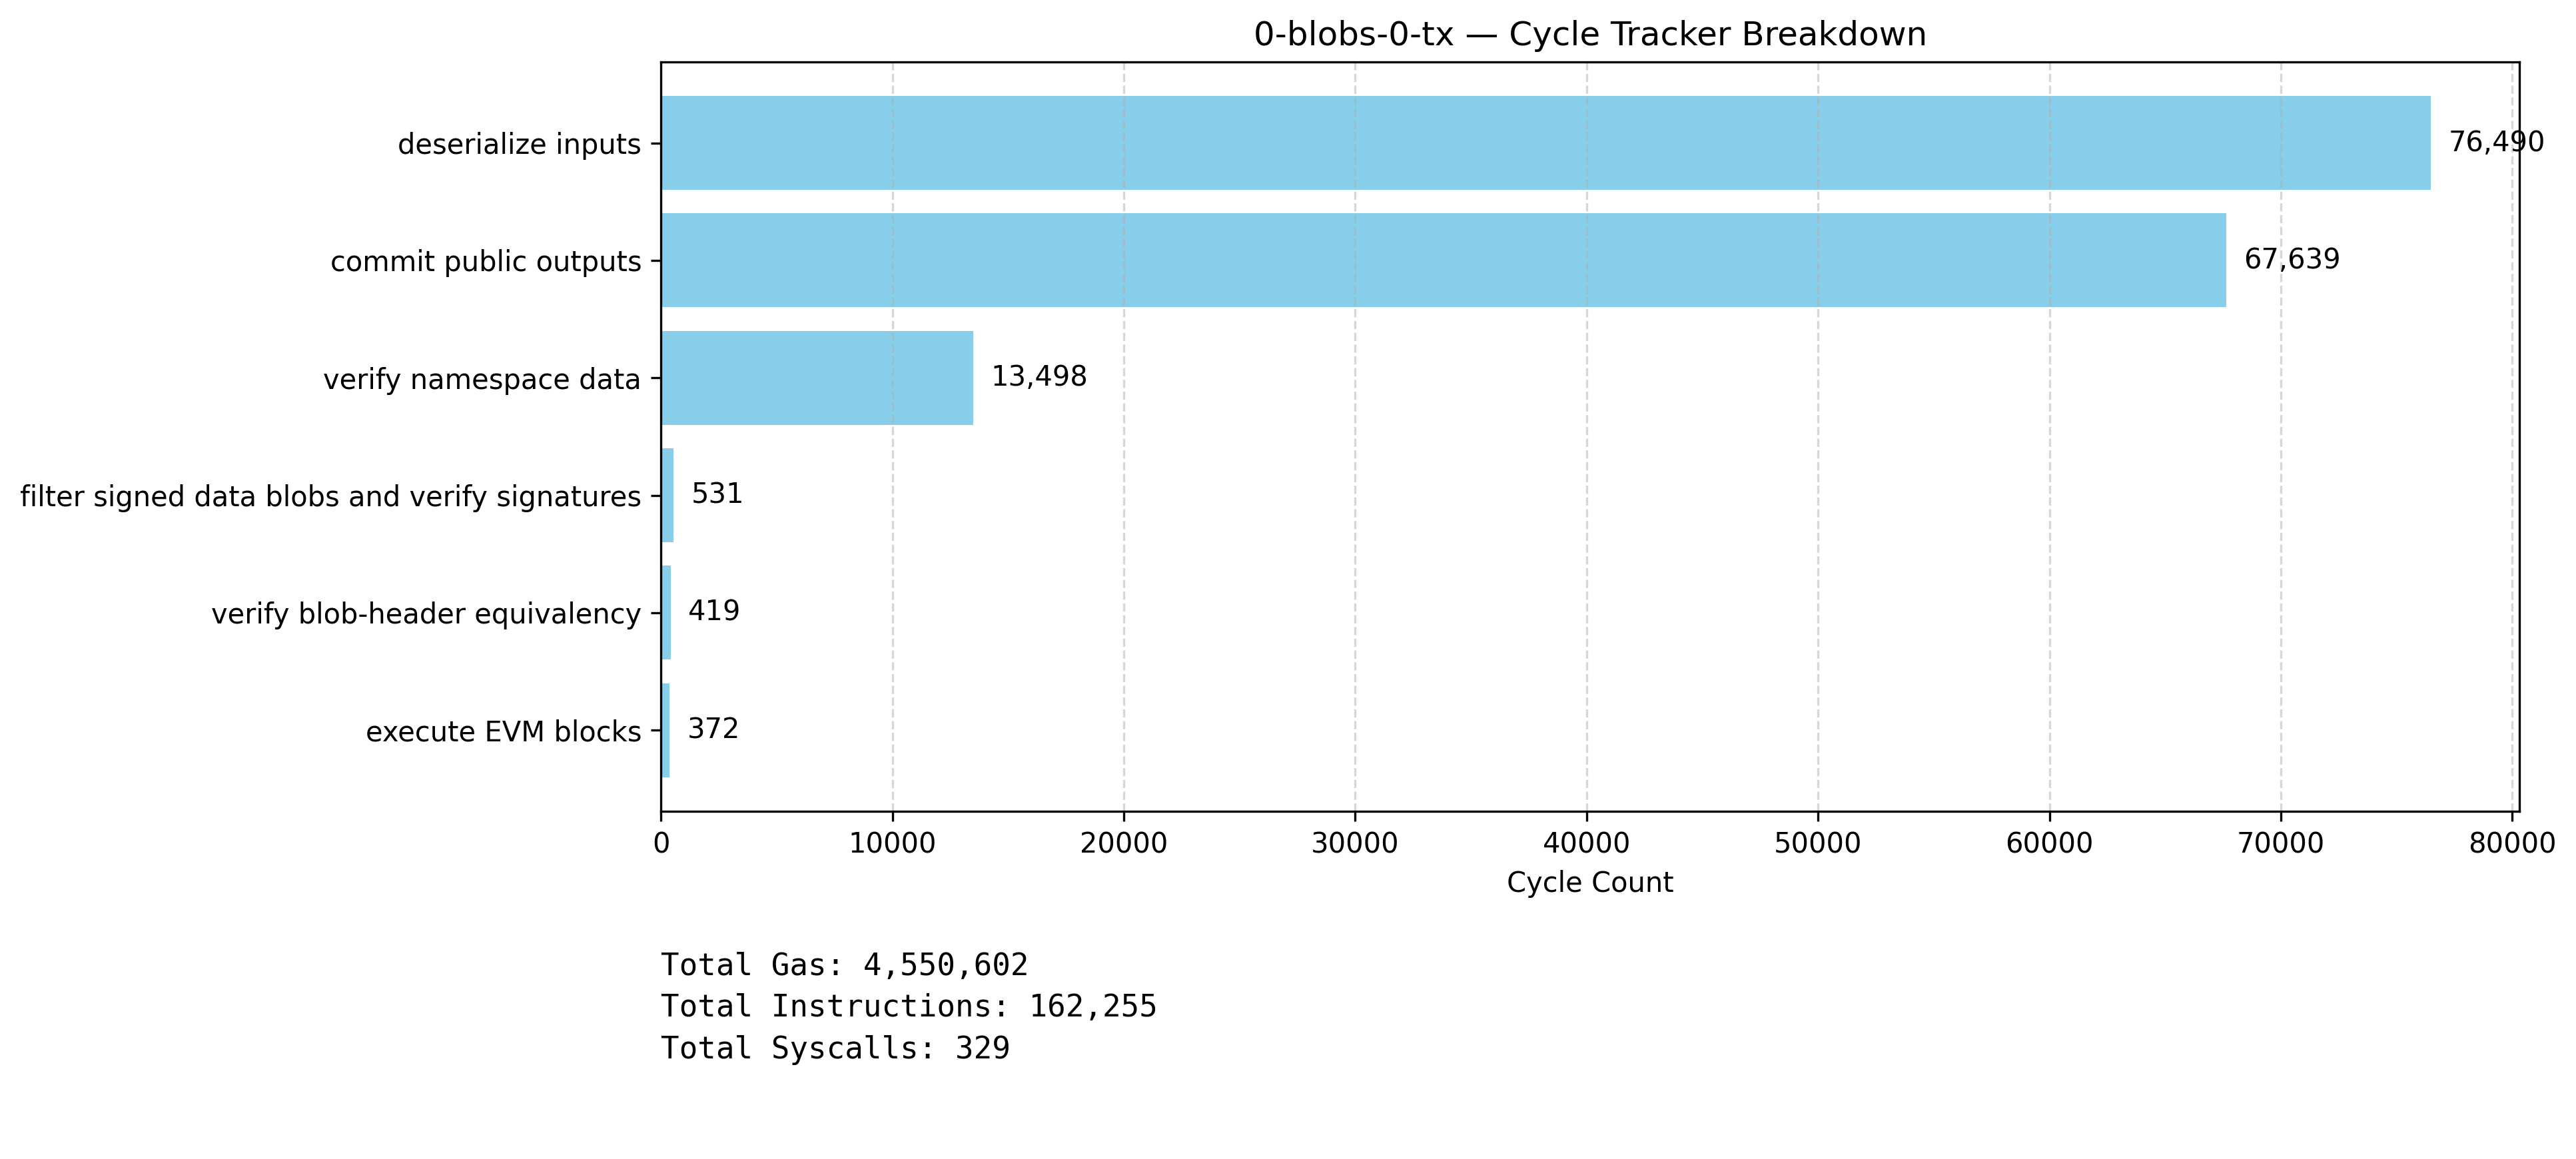 0-blobs-0-tx — Cycle Tracker Breakdown
deserialize inputs
76,490
commit public outputs
67,639
verify namespace data
13,498
filter signed data blobs and verify signatures
531
verify blob-header equivalency
419
execute EVM blocks
372
0 10000 20000 30000 40000 50000 60000 70000 80000
Cycle Count
Total Gas: 4,550,602
Total Instructions: 162,255
Total Syscalls: 329